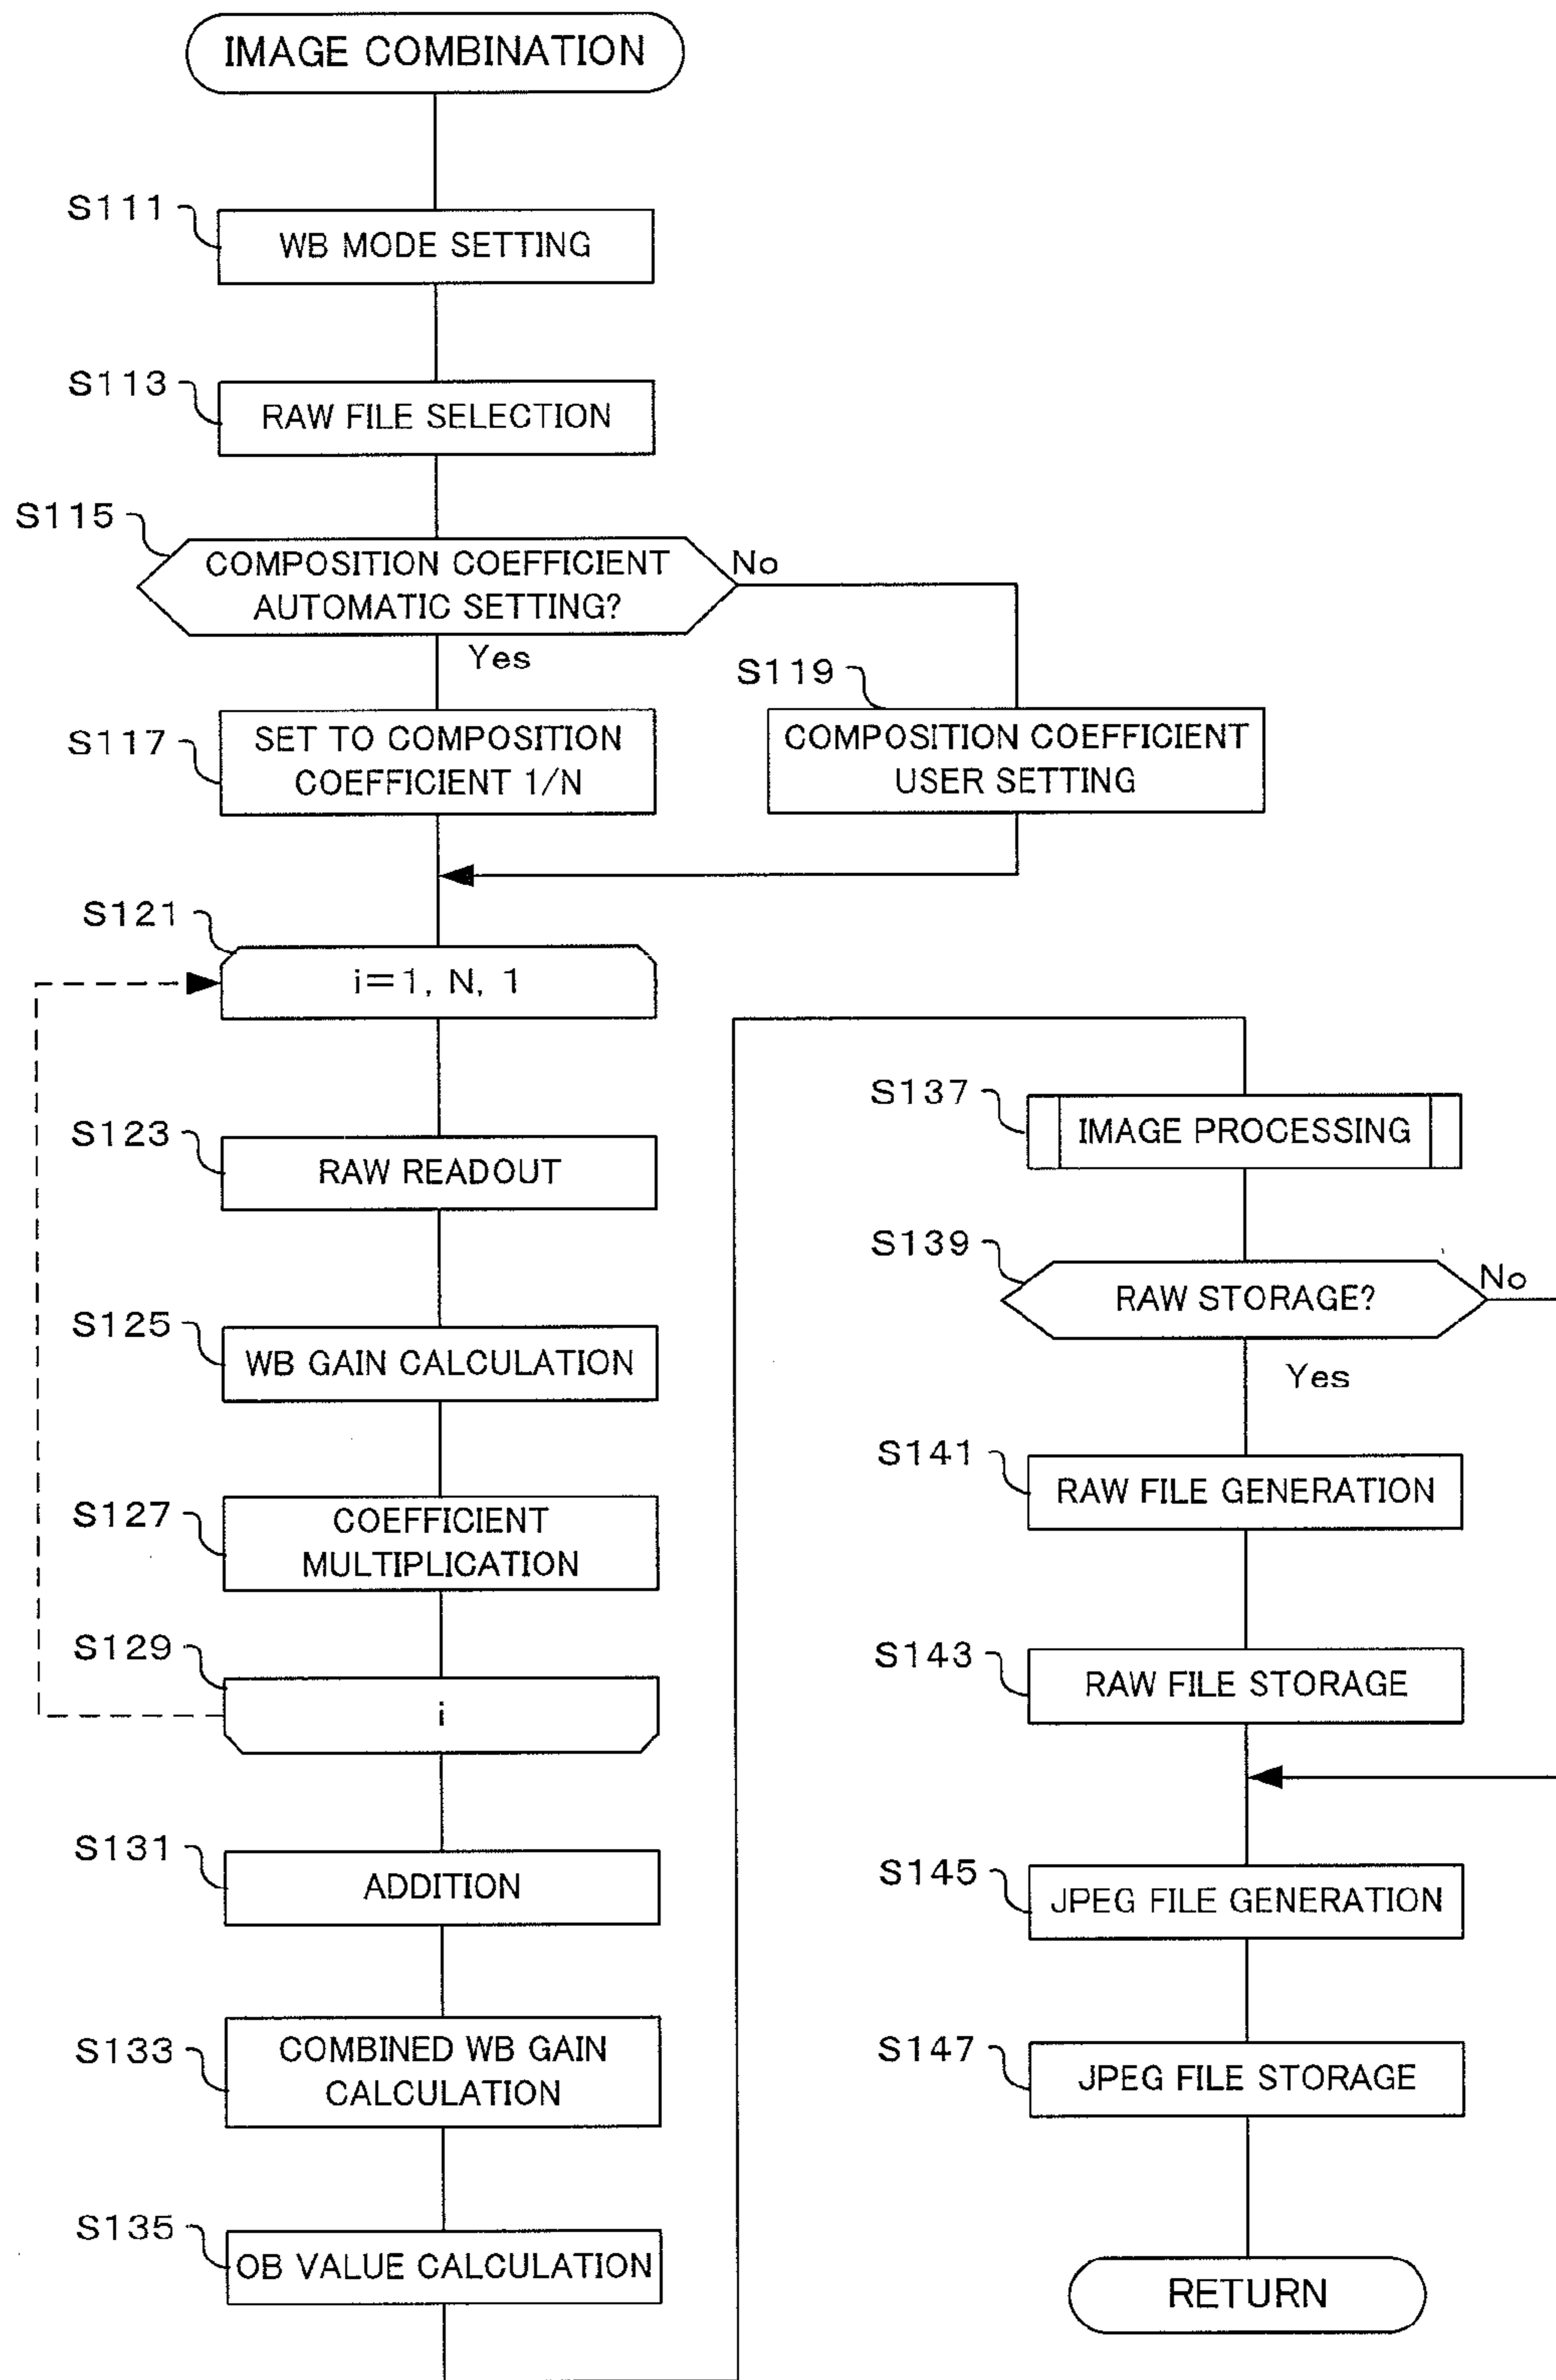 IMAGE COMBINATION
S111
WB MODE SETTING
S113
RAW FILE SELECTION
S115
COMPOSITION COEFFICIENT
AUTOMATIC SETTING?
No
Yes
S117
SET TO COMPOSITION
COEFFICIENT 1/N
S119
COMPOSITION COEFFICIENT
USER SETTING
S121
i=1, N, 1
S123
RAW READOUT
S125
WB GAIN CALCULATION
S127
COEFFICIENT
MULTIPLICATION
S129
i
S131
ADDITION
S133
COMBINED WB GAIN
CALCULATION
S135
OB VALUE CALCULATION
S137
IMAGE PROCESSING
S139
RAW STORAGE?
No
Yes
S141
RAW FILE GENERATION
S143
RAW FILE STORAGE
S145
JPEG FILE GENERATION
S147
JPEG FILE STORAGE
RETURN